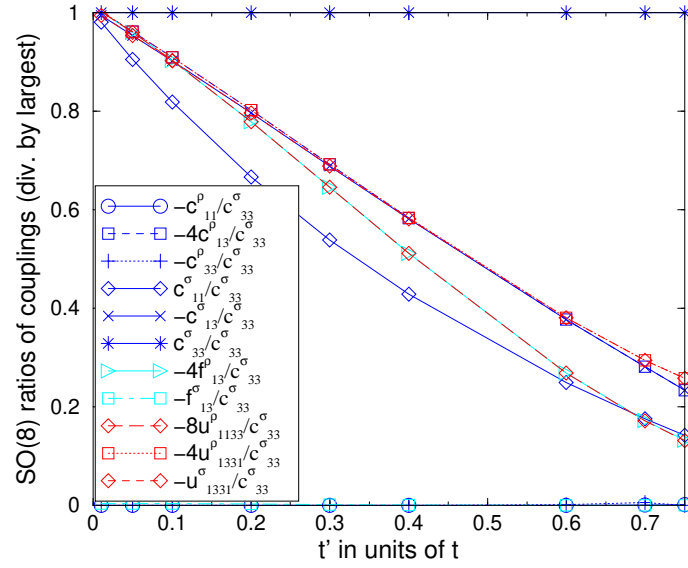 SO(8) ratios of couplings (div. by largest)
1
0.8
0.6
0.4
0.2
0
−c^ρ_11/c^σ_33
−4c^ρ_13/c^σ_33
−c^ρ_33/c^σ_33
c^σ_11/c^σ_33
−c^σ_13/c^σ_33
c^σ_33/c^σ_33
−4f^ρ_13/c^σ_33
−f^σ_13/c^σ_33
−8u^ρ_1133/c^σ_33
−4u^ρ_1331/c^σ_33
−u^σ_1331/c^σ_33
0 0.1 0.2 0.3 0.4 0.5 0.6 0.7
t' in units of t